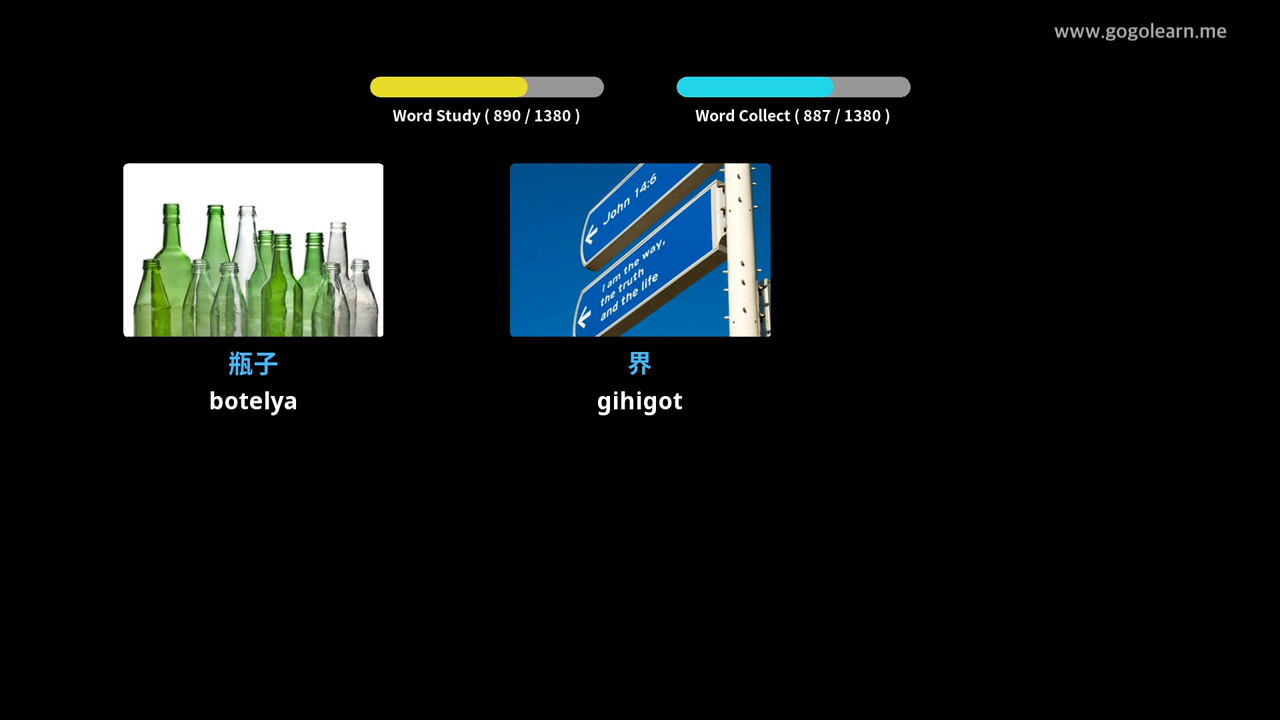 www.gogolearn.me
Word Study ( 890 / 1380 )
Word Collect ( 887 / 1380 )
John 14:6
I am the way,
the truth
and the life
瓶子
botelya
界
gihigot